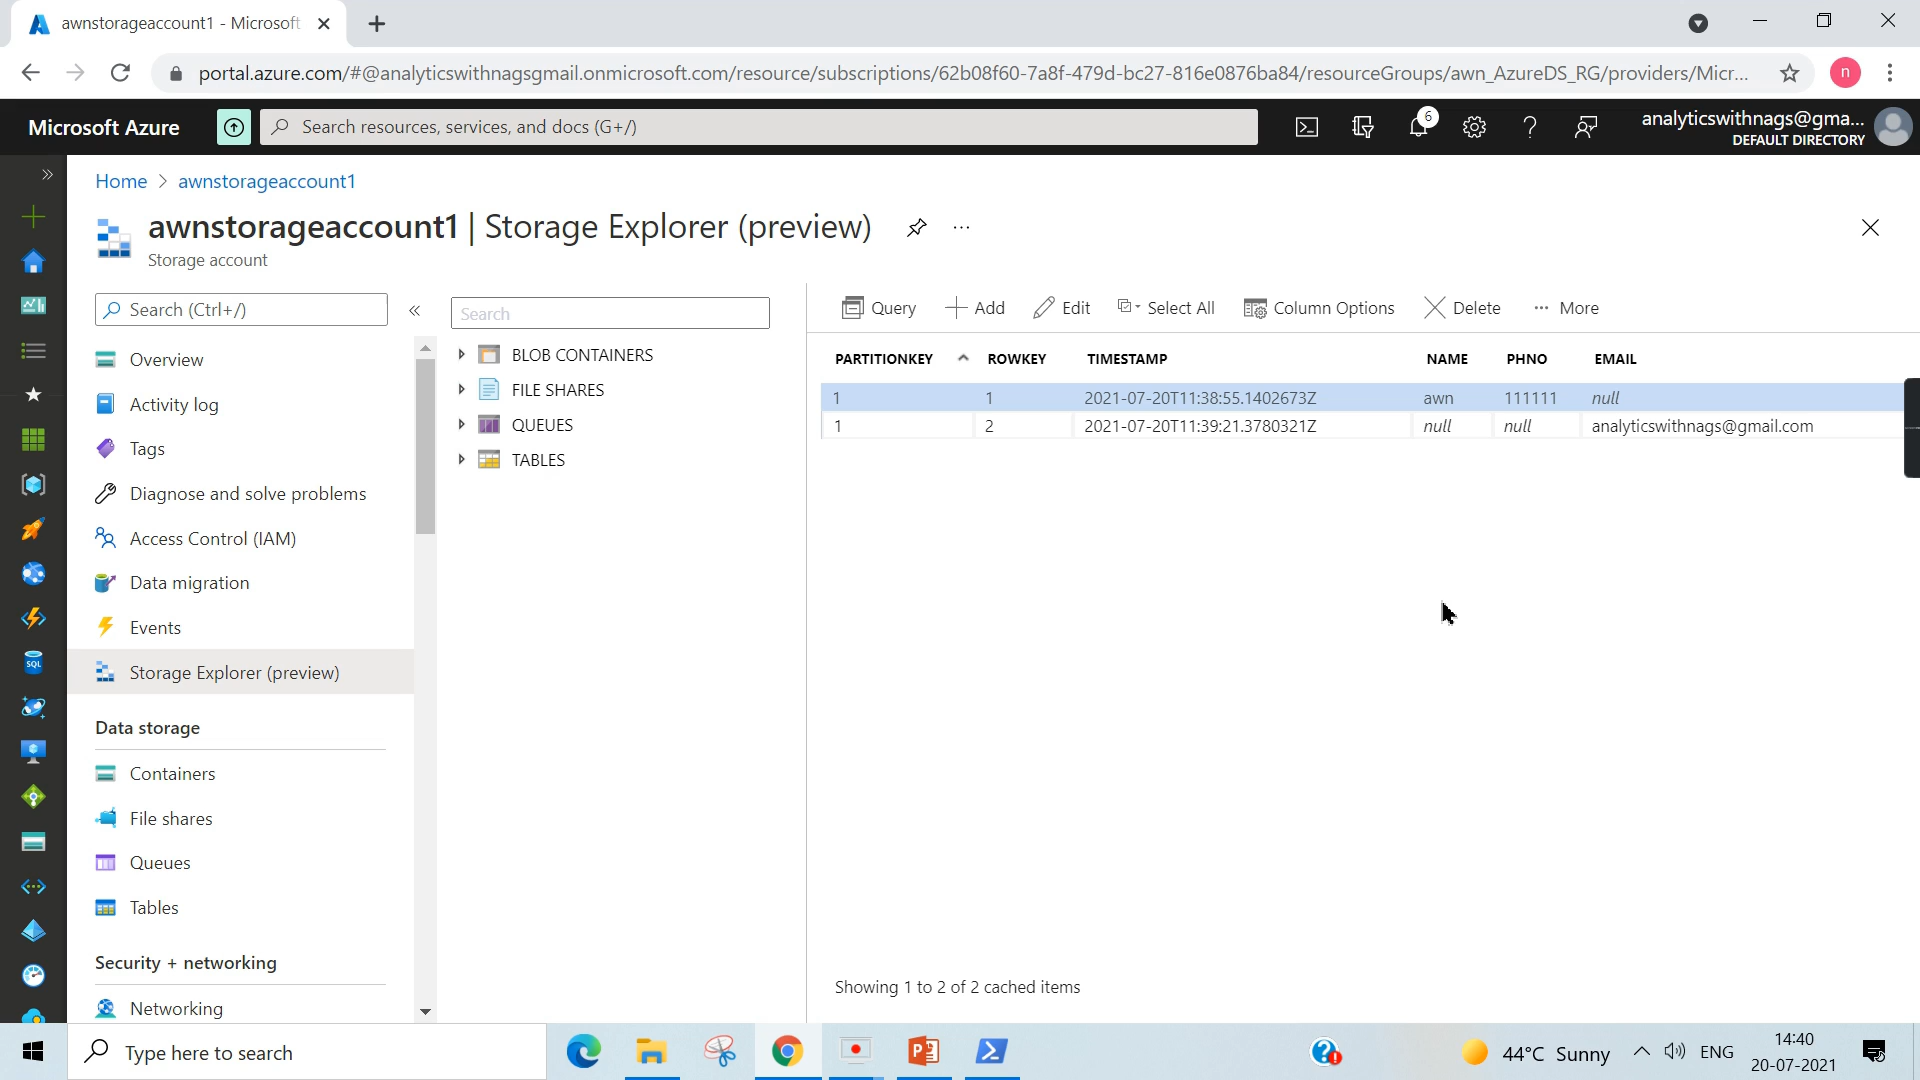 awnstorageaccount1 - Microsoft
portal.azure.com/#@analyticswithnagsgmail.onmicrosoft.com/resource/subscriptions/62b08f60-7a8f-479d-bc27-816e0876ba84/resourceGroups/awn_AzureDS_RG/providers/Micr...
n
Microsoft Azure
Search resources, services, and docs (G+/)
6
analyticswithnags@gma...
DEFAULT DIRECTORY
Home > awnstorageaccount1
awnstorageaccount1 | Storage Explorer (preview)
Storage account
Search (Ctrl+/)
Overview
Activity log
Tags
Diagnose and solve problems
Access Control (IAM)
Data migration
Events
Storage Explorer (preview)
Data storage
Containers
File shares
Queues
Tables
Security + networking
Networking
Search
BLOB CONTAINERS
FILE SHARES
QUEUES
TABLES
Query Add Edit Select All Column Options Delete ... More
PARTITIONKEY ROWKEY TIMESTAMP NAME PHNO EMAIL
1 1 2021-07-20T11:38:55.1402673Z awn 111111 null
1 2 2021-07-20T11:39:21.3780321Z null null analyticswithnags@gmail.com
Showing 1 to 2 of 2 cached items
SQL
Type here to search
44°C Sunny
ENG
14:40
20-07-2021